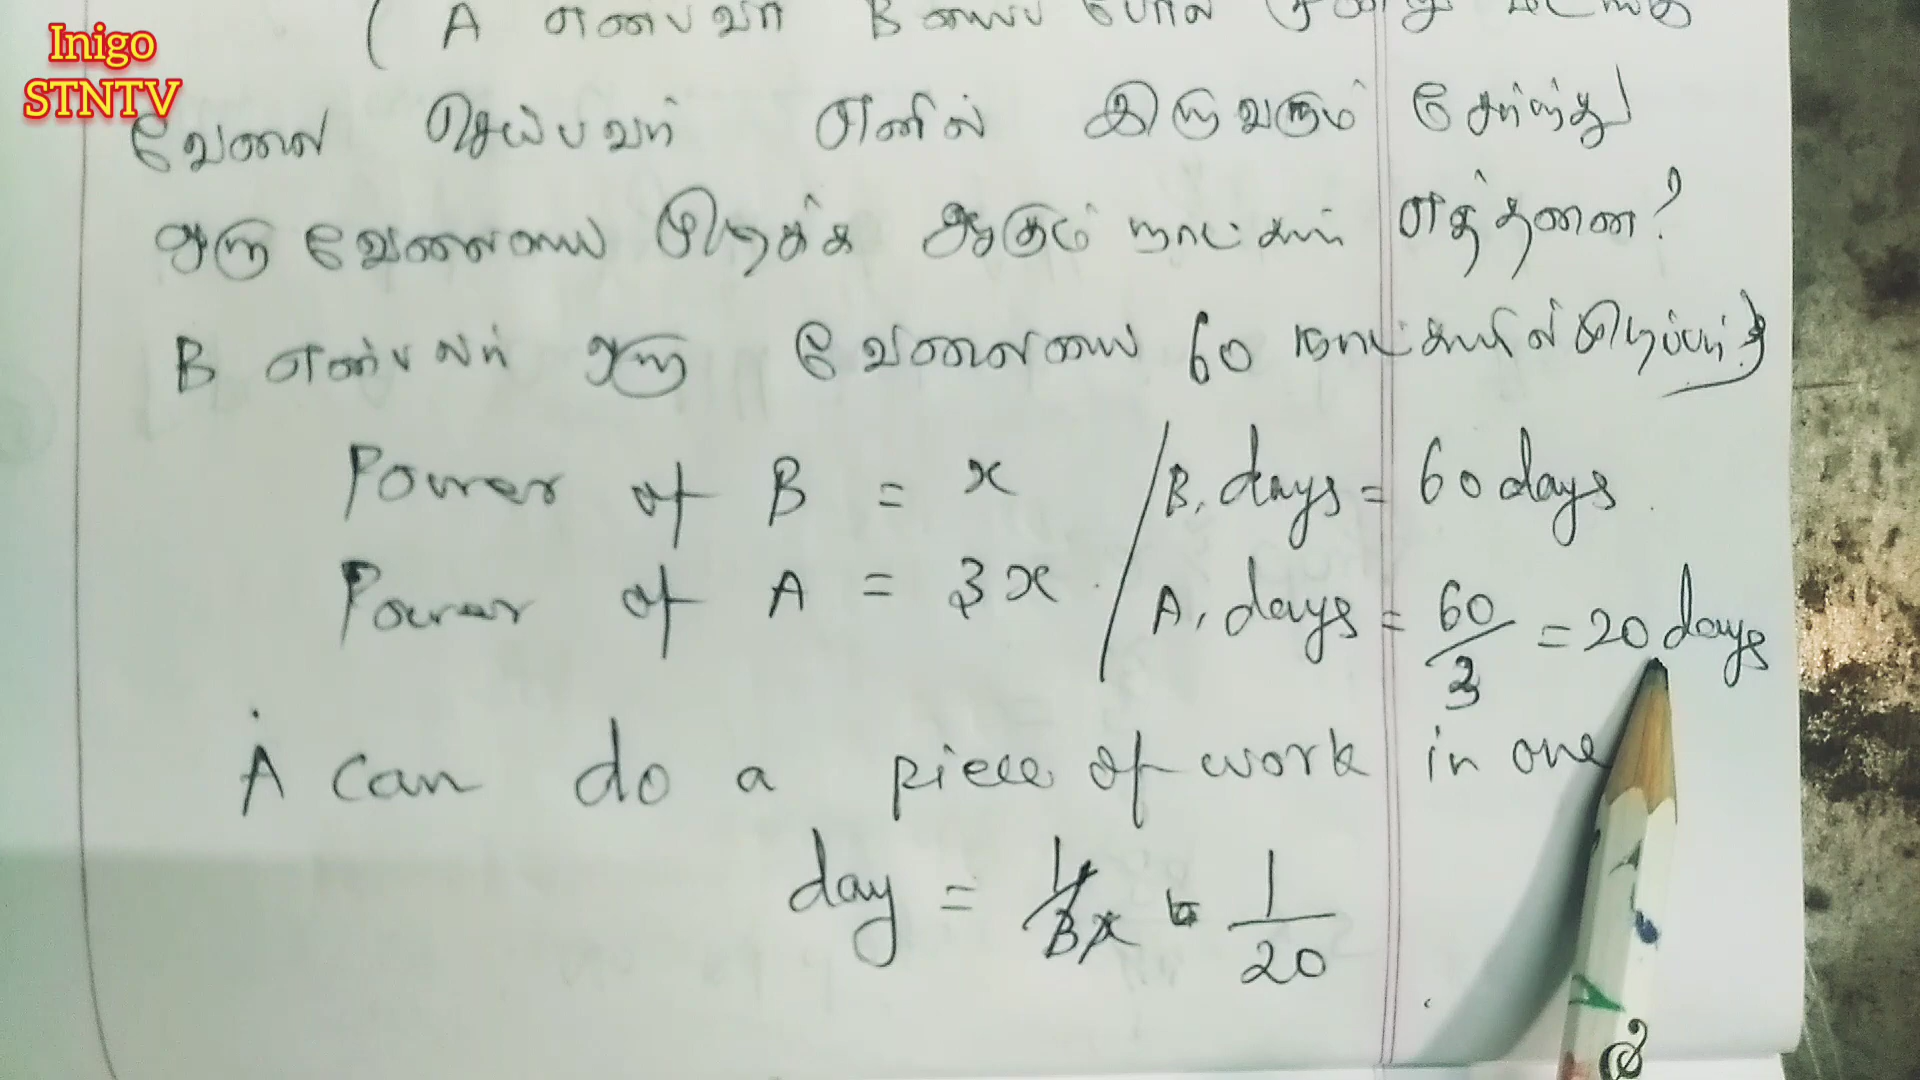 Inigo
STNTV
( A என்பவர் B யைப் போல்
வேலை செய்பவர் எனில் இருவரும் சேர்ந்து
ஒரு வேலையை முடிக்க ஆகும் நாட்கள் எத்தனை?
B என்பவர் ஒரு வேலையை 60 நாட்களில் முடிப்பர்)
Power of B = x / B. days = 60 days
Power of A = 3x / A. days = 60/3 = 20 days
A can do a piece of work in one
day = 1/3x = 1/20